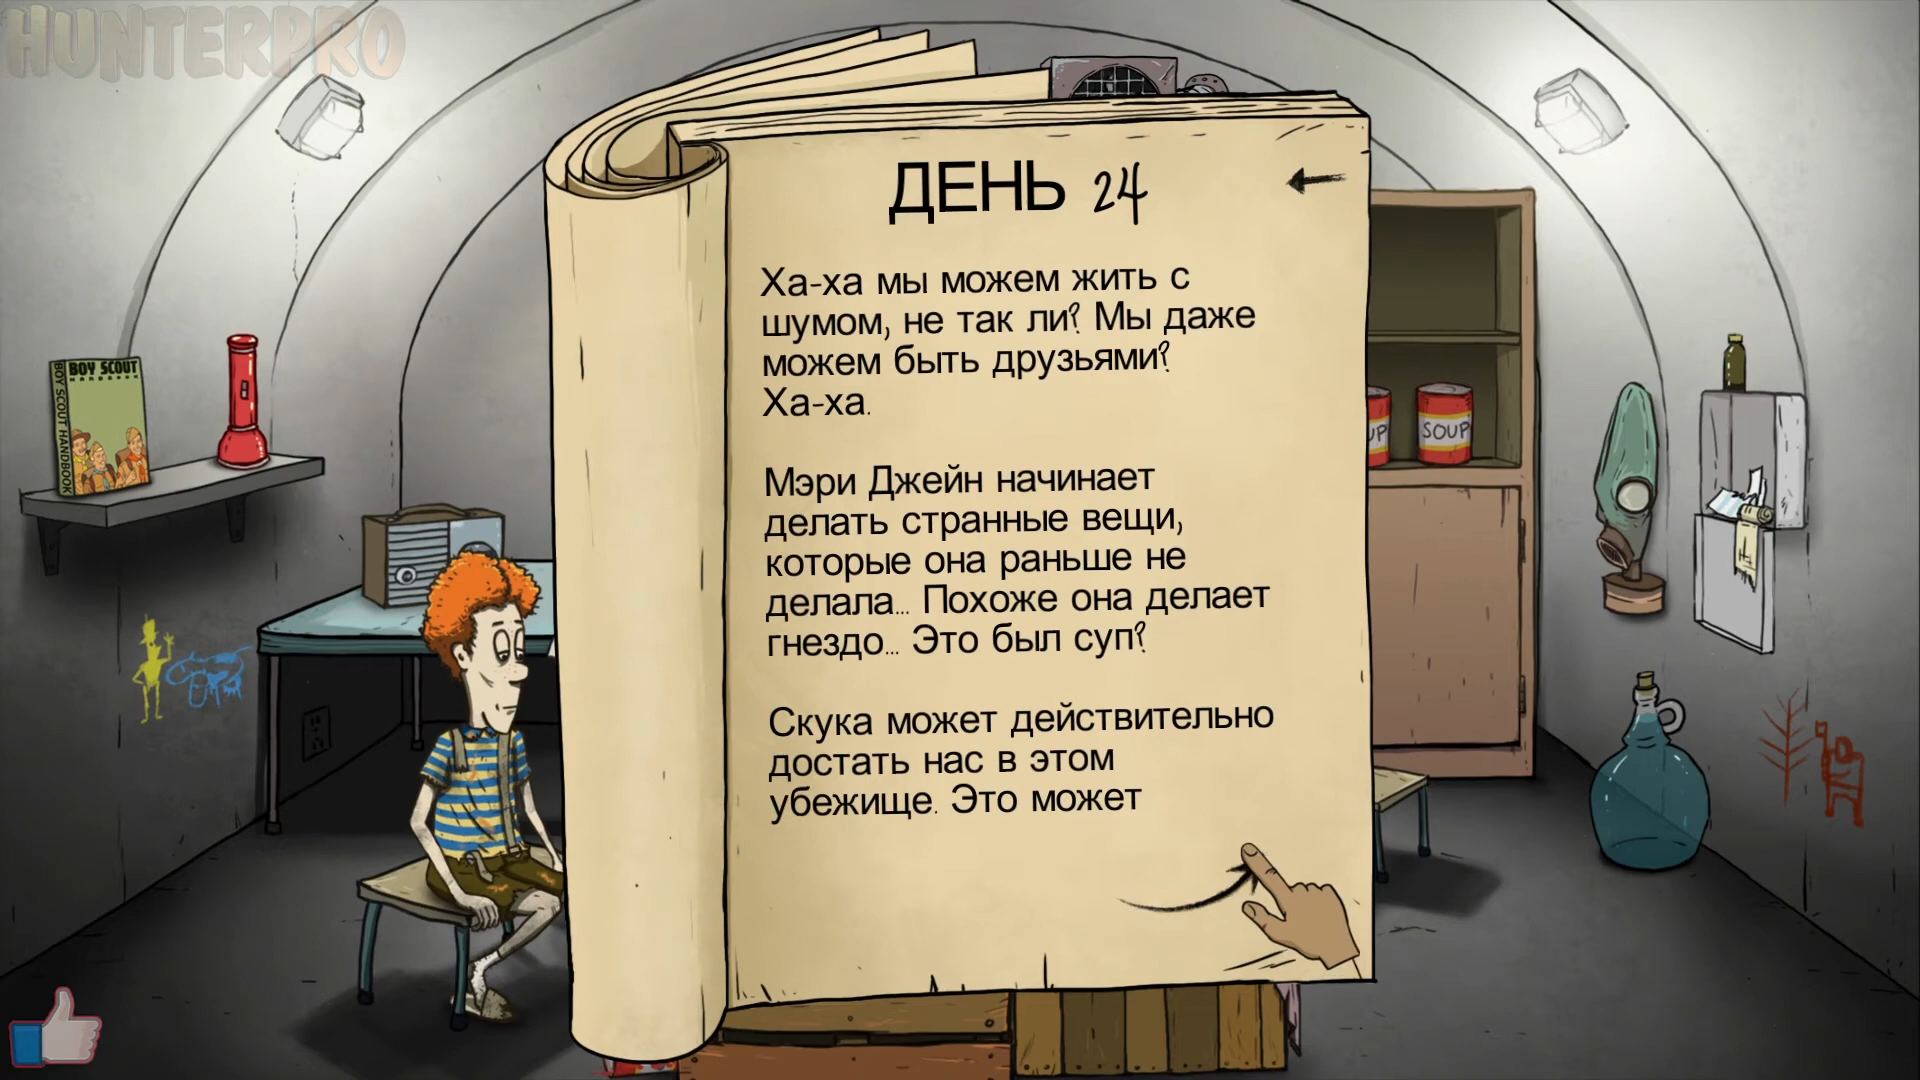 HUNTERPRO
BOY SCOUT
HANDBOOK
BOY SCOUT HANDBOOK
ДЕНЬ 24
Ха-ха мы можем жить с
шумом, не так ли? Мы даже
можем быть друзьями?
Ха-ха.
Мэри Джейн начинает
делать странные вещи,
которые она раньше не
делала... Похоже она делает
гнездо... Это был суп?
Скука может действительно
достать нас в этом
убежище. Это может
UP
SOUP